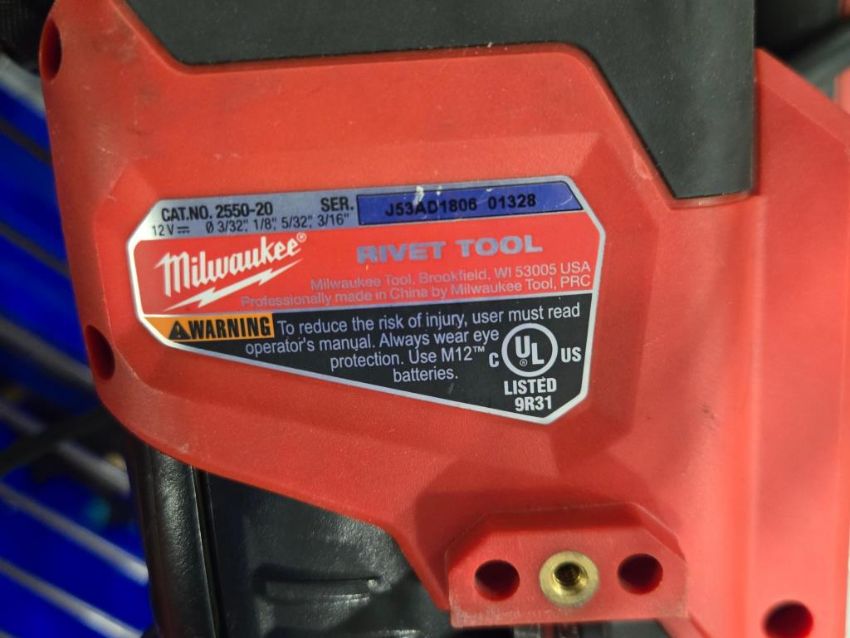 CAT.NO. 2550-20 SER. J53AD1806 01328
12V⎓ Ø 3/32", 1/8", 5/32", 3/16"
Milwaukee®
RIVET TOOL
Milwaukee Tool, Brookfield, WI 53005 USA
Professionally made in China by Milwaukee Tool, PRC
WARNING To reduce the risk of injury, user must read
operator's manual. Always wear eye
protection. Use M12™
batteries.
C UL® US
LISTED
9R31